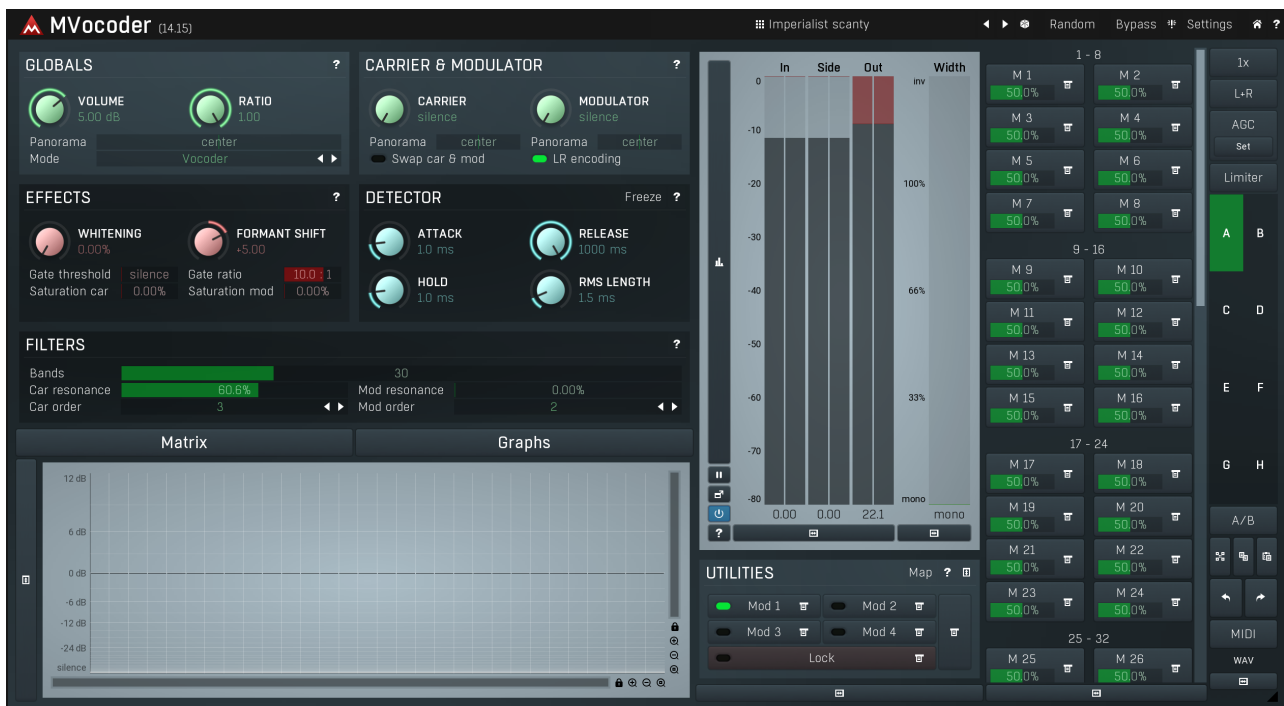 MVocoder (14.15) Imperialist scanty Random Bypass Settings ?
GLOBALS ?
VOLUME
5.00 dB
RATIO
1.00
Panorama center
Mode Vocoder
CARRIER & MODULATOR ?
CARRIER
silence
MODULATOR
silence
Panorama center Panorama center
Swap car & mod LR encoding
EFFECTS ?
WHITENING
0.00%
FORMANT SHIFT
+5.00
Gate threshold silence Gate ratio 10.0 : 1
Saturation car 0.00% Saturation mod 0.00%
DETECTOR Freeze ?
ATTACK
1.0 ms
RELEASE
1000 ms
HOLD
1.0 ms
RMS LENGTH
1.5 ms
FILTERS ?
Bands 30
Car resonance 60.6% Mod resonance 0.00%
Car order 3 Mod order 2
Matrix Graphs
12 dB
6 dB
0 dB
-6 dB
-12 dB
-24 dB
silence
In Side Out Width
0 inv
-10
-20 100%
-30
-40 66%
-50
-60 33%
-70
-80 mono
0.00 0.00 22.1 mono
?
UTILITIES Map ?
Mod 1 Mod 2
Mod 3 Mod 4
Lock
1 - 8
M 1 M 2
50.0% 50.0%
M 3 M 4
50.0% 50.0%
M 5 M 6
50.0% 50.0%
M 7 M 8
50.0% 50.0%
9 - 16
M 9 M 10
50.0% 50.0%
M 11 M 12
50.0% 50.0%
M 13 M 14
50.0% 50.0%
M 15 M 16
50.0% 50.0%
17 - 24
M 17 M 18
50.0% 50.0%
M 19 M 20
50.0% 50.0%
M 21 M 22
50.0% 50.0%
M 23 M 24
50.0% 50.0%
25 - 32
M 25 M 26
50.0% 50.0%
1x
L+R
AGC
Set
Limiter
A B
C D
E F
G H
A/B
MIDI
WAV